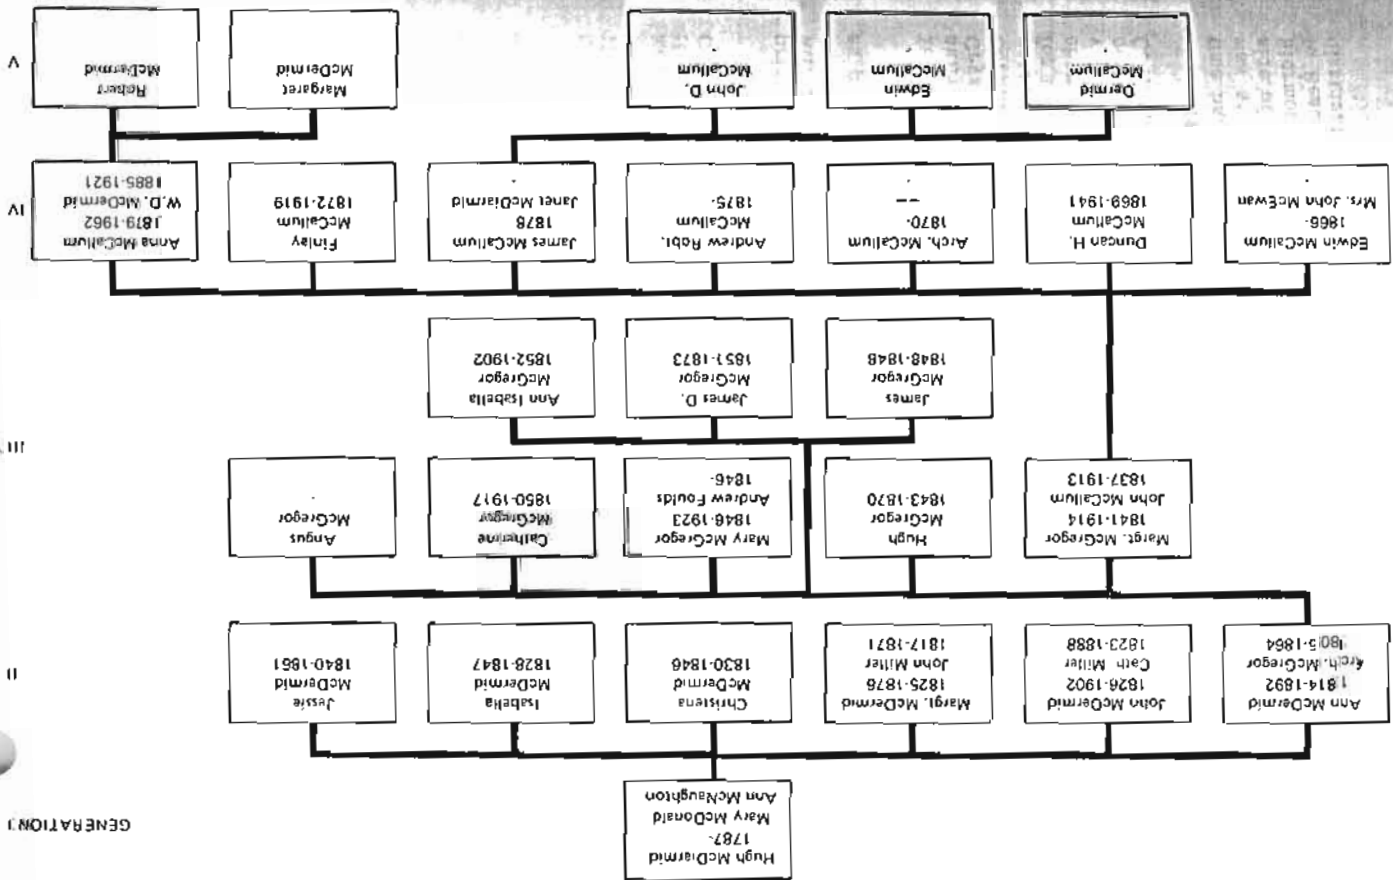 GENERATION
Hugh McDiarmid
1787-
Mary McDonald
Ann McNaughton
II
Ann McDermid
1814-1892
Arch. McGregor
1805-1864
John McDermid
1826-1902
Cath. Miller
1823-1888
Margt. McDermid
1825-1876
John Miller
1817-1871
Christena
McDermid
1830-1846
Isabella
McDermid
1828-1847
Jessie
McDermid
1840-1861
III
Margt. McGregor
1841-1914
John McCallum
1837-1913
Hugh
McGregor
1843-1870
Mary McGregor
1846-1923
Andrew Foulds
1846-
Catherine
McGregor
1850-1917
Angus
McGregor
-
James
McGregor
1848-1848
James D.
McGregor
1851-1873
Ann Isabella
McGregor
1852-1902
IV
Edwin McCallum
1866-
Mrs. John McEwan
Duncan H.
McCallum
1869-1941
Arch. McCallum
1870-
--
Andrew Robt.
McCallum
1875-
James McCallum
1878
Janet McDiarmid
-
Finlay
McCallum
1872-1919
Anna McCallum
1879-1962
W.D. McDermid
1885-1921
V
Dermid
McCallum
-
Edwin
McCallum
-
John D.
McCallum
-
Margaret
McDermid
Robert
McDiarmid